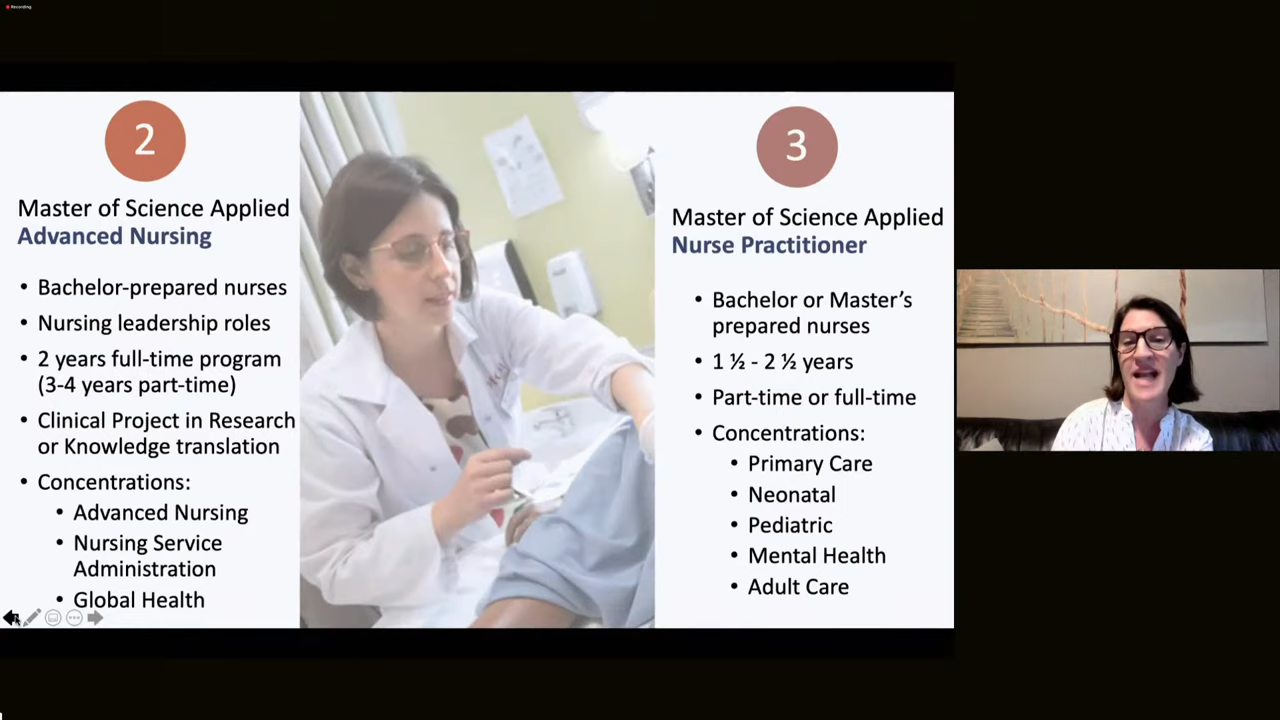 Recording
2
Master of Science Applied
Advanced Nursing
• Bachelor-prepared nurses
• Nursing leadership roles
• 2 years full-time program
(3-4 years part-time)
• Clinical Project in Research
or Knowledge translation
• Concentrations:
• Advanced Nursing
• Nursing Service
Administration
• Global Health
3
Master of Science Applied
Nurse Practitioner
• Bachelor or Master’s
prepared nurses
• 1 ½ - 2 ½ years
• Part-time or full-time
• Concentrations:
• Primary Care
• Neonatal
• Pediatric
• Mental Health
• Adult Care